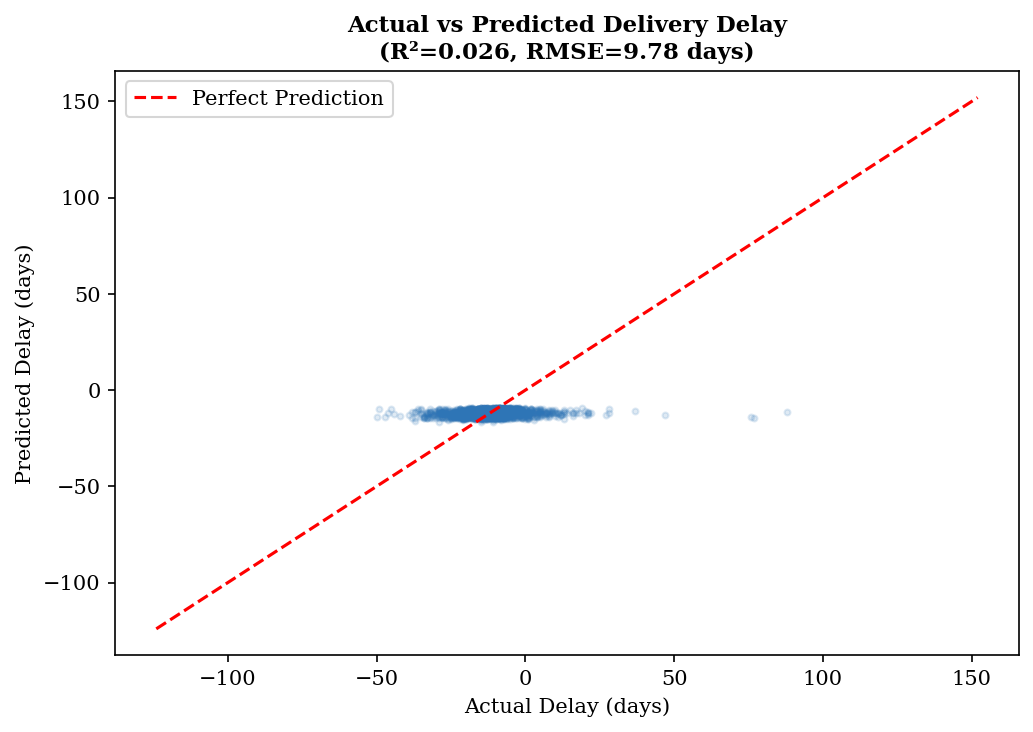 Actual vs Predicted Delivery Delay
(R²=0.026, RMSE=9.78 days)
Perfect Prediction
Predicted Delay (days)
150
100
50
0
−50
−100
−100
−50
0
50
100
150
Actual Delay (days)